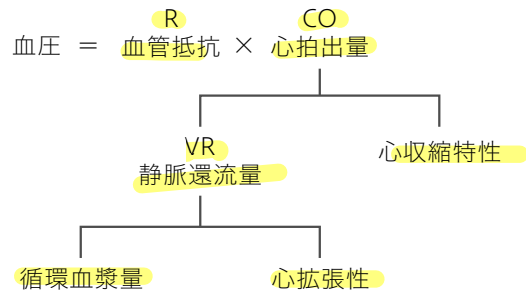 R CO
血圧 ＝ 血管抵抗 × 心拍出量
VR
静脈還流量
心収縮特性
循環血漿量 心拡張性